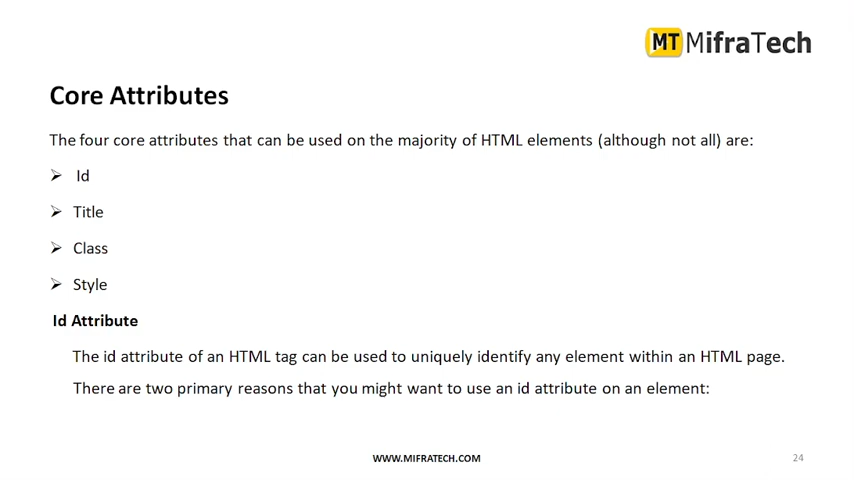 MT MifraTech
Core Attributes
The four core attributes that can be used on the majority of HTML elements (although not all) are:
➢ Id
➢ Title
➢ Class
➢ Style
Id Attribute
The id attribute of an HTML tag can be used to uniquely identify any element within an HTML page.
There are two primary reasons that you might want to use an id attribute on an element:
WWW.MIFRATECH.COM
24